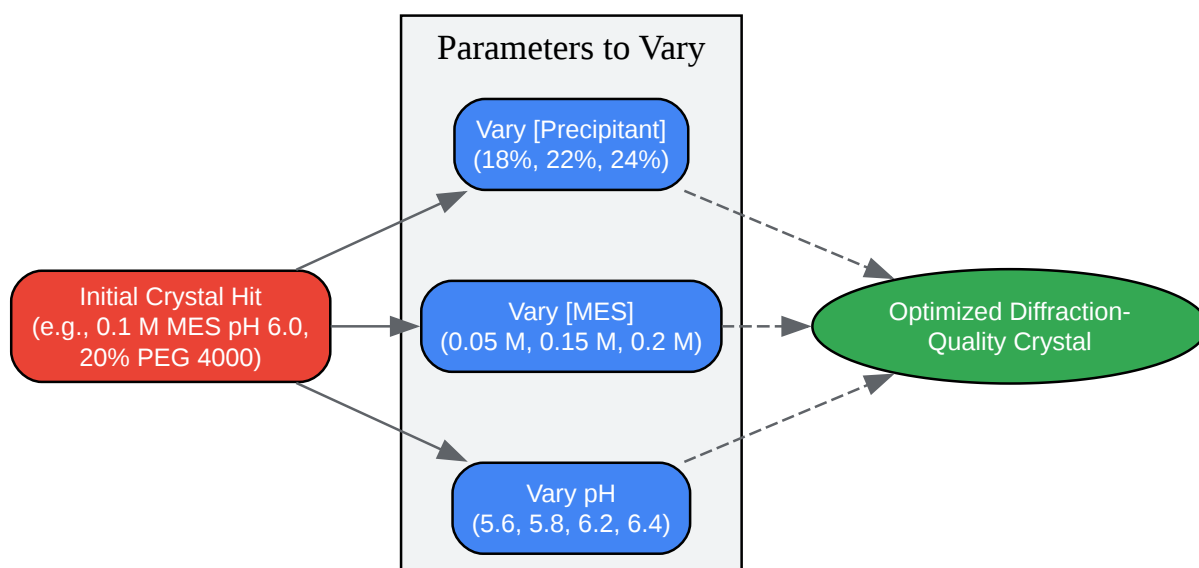 Parameters to Vary
Vary [Precipitant]
(18%, 22%, 24%)
Initial Crystal Hit
(e.g., 0.1 M MES pH 6.0,
20% PEG 4000)
Vary [MES]
(0.05 M, 0.15 M, 0.2 M)
Optimized Diffraction-
Quality Crystal
Vary pH
(5.6, 5.8, 6.2, 6.4)